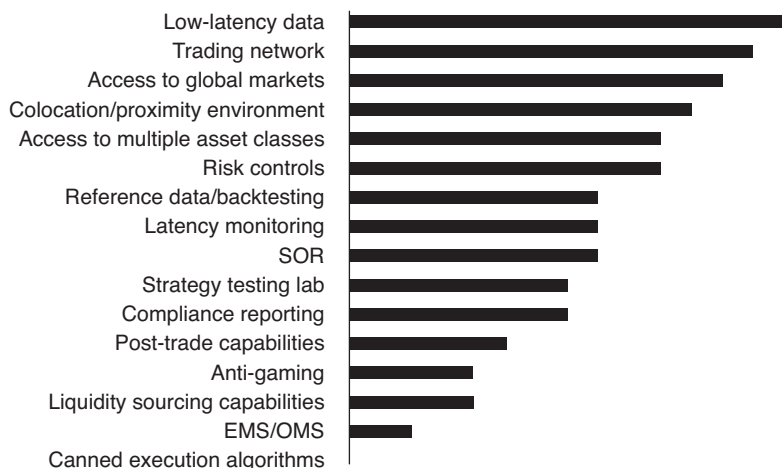 Low-latency data
Trading network
Access to global markets
Colocation/proximity environment
Access to multiple asset classes
Risk controls
Reference data/backtesting
Latency monitoring
SOR
Strategy testing lab
Compliance reporting
Post-trade capabilities
Anti-gaming
Liquidity sourcing capabilities
EMS/OMS
Canned execution algorithms